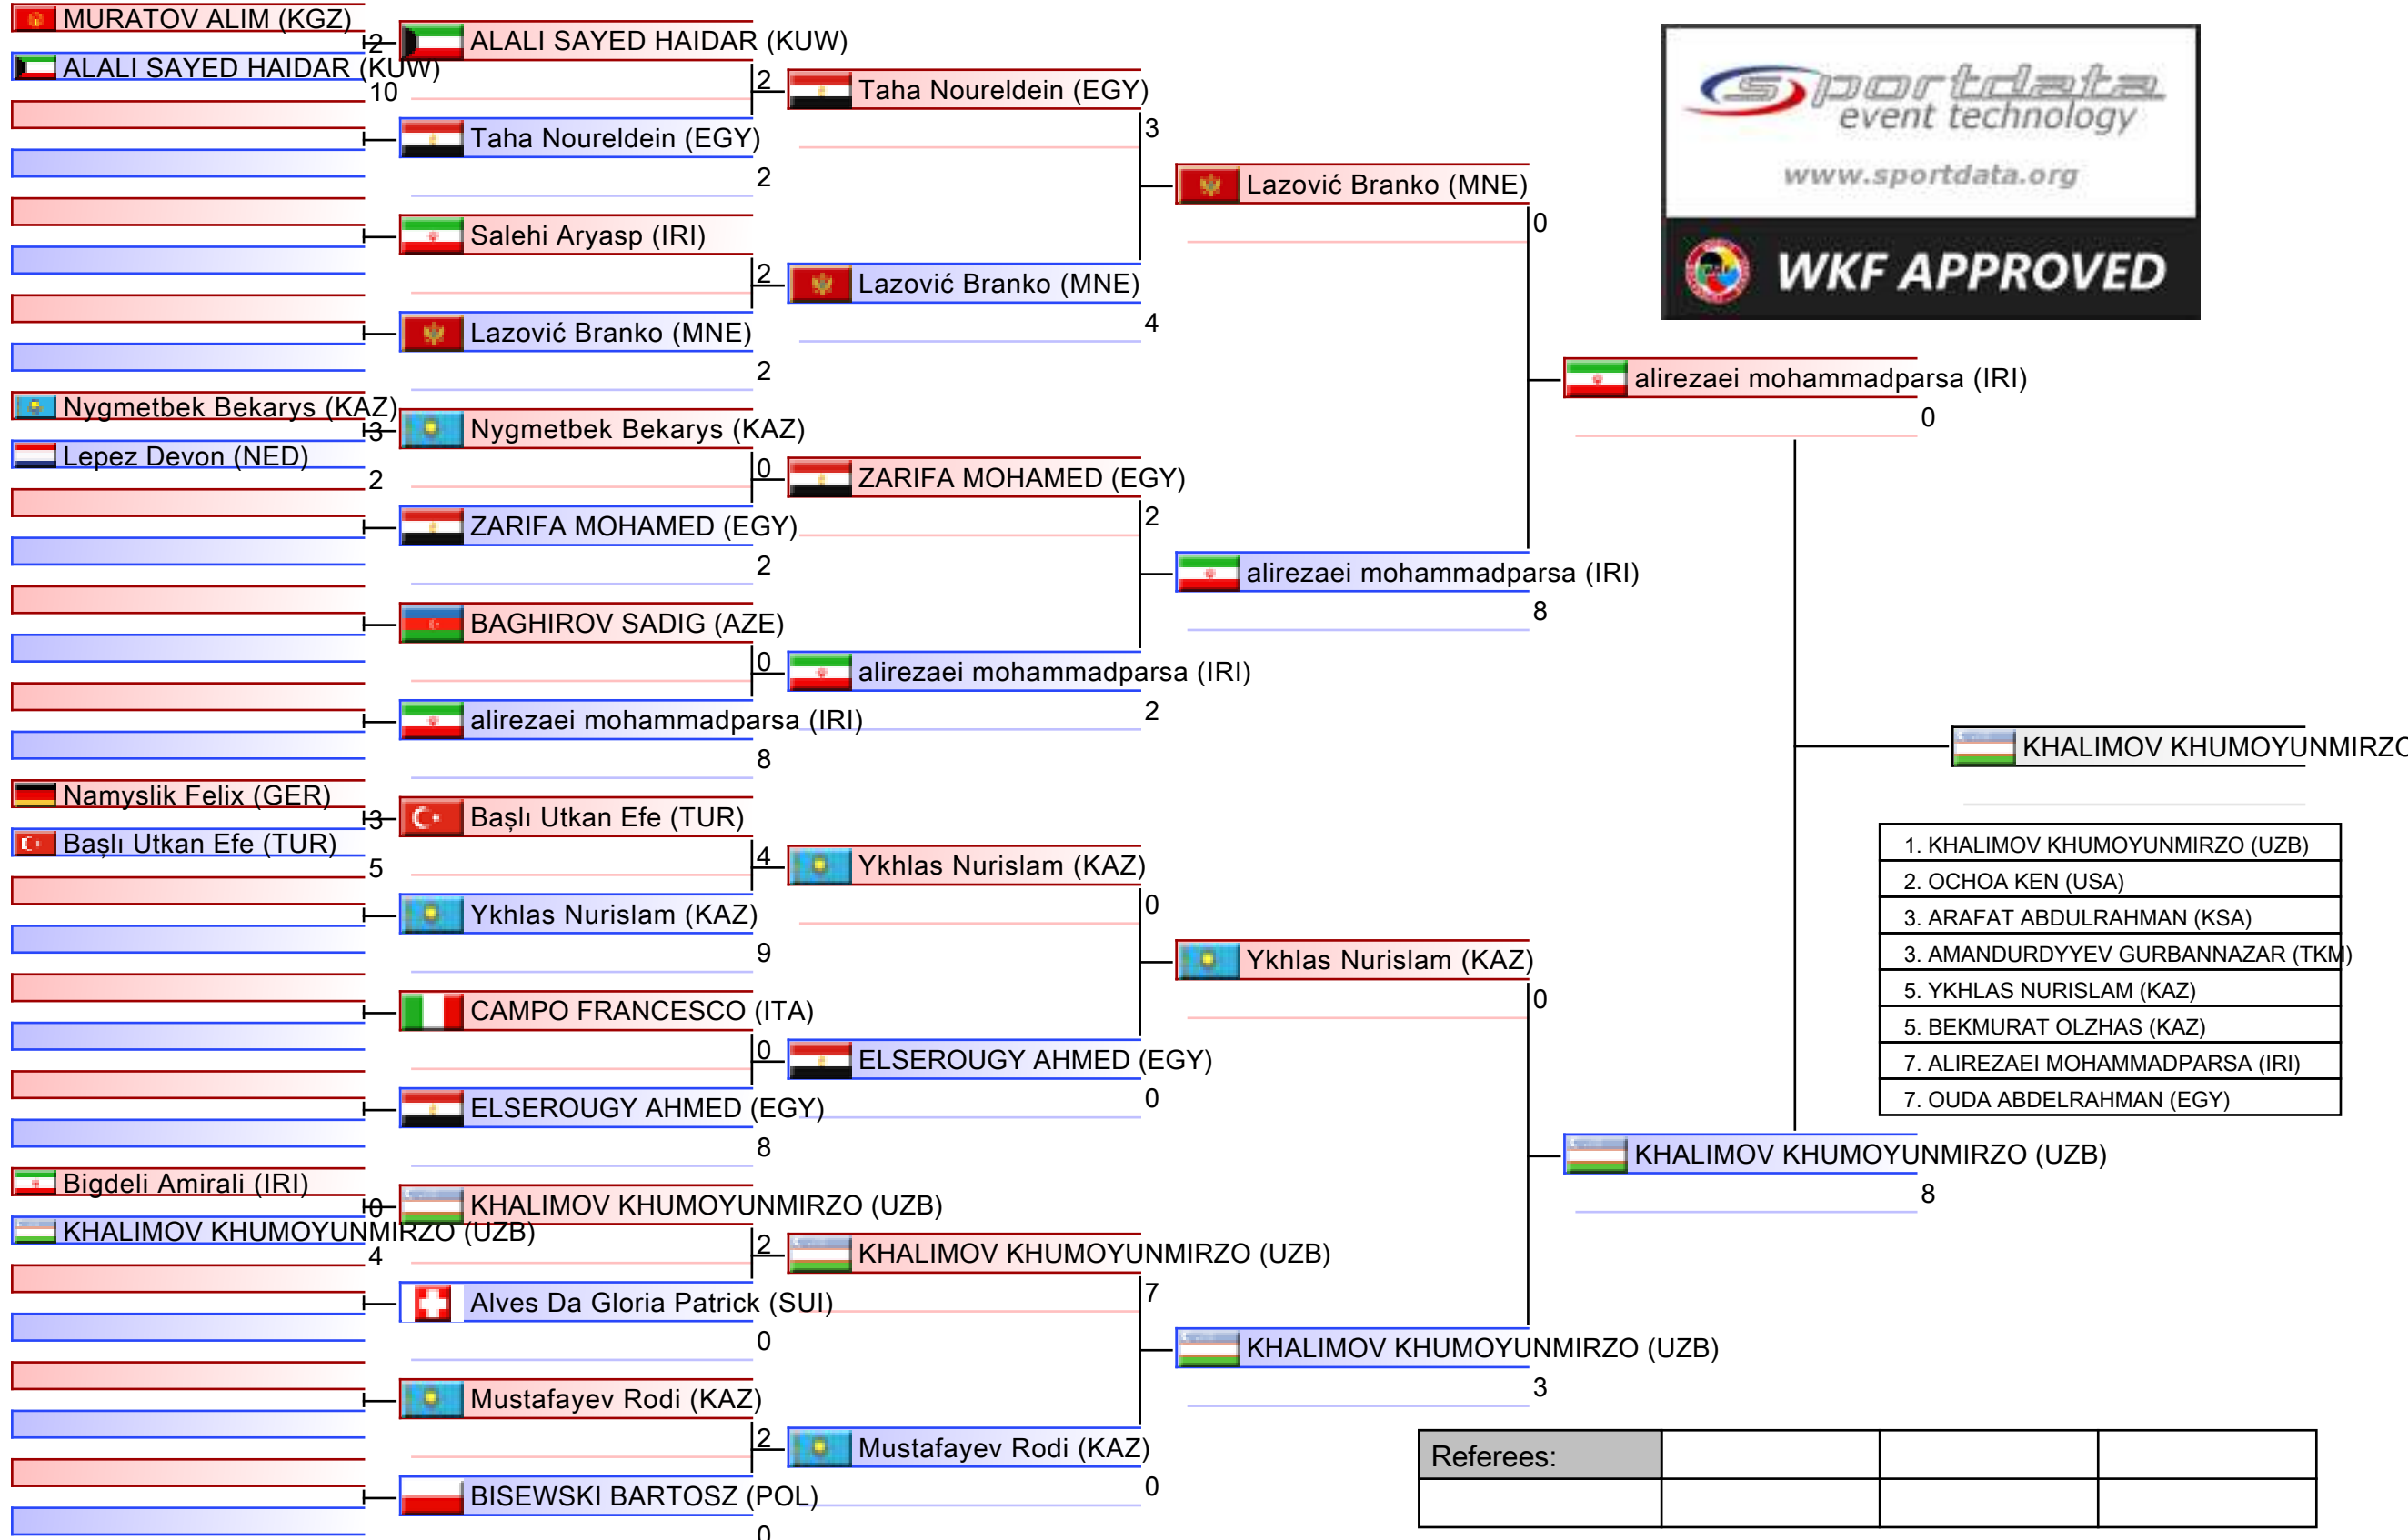 MURATOV ALIM (KGZ)
2
ALALI SAYED HAIDAR (KUW)
10
Nygmetbek Bekarys (KAZ)
3
Lepez Devon (NED)
2
Namyslik Felix (GER)
3
Başlı Utkan Efe (TUR)
5
Bigdeli Amirali (IRI)
0
KHALIMOV KHUMOYUNMIRZO (UZB)
4
ALALI SAYED HAIDAR (KUW)
2
Taha Noureldein (EGY)
2
Salehi Aryasp (IRI)
2
Lazović Branko (MNE)
2
Nygmetbek Bekarys (KAZ)
0
ZARIFA MOHAMED (EGY)
2
BAGHIROV SADIG (AZE)
0
alirezaei mohammadparsa (IRI)
8
Başlı Utkan Efe (TUR)
4
Ykhlas Nurislam (KAZ)
9
CAMPO FRANCESCO (ITA)
0
ELSEROUGY AHMED (EGY)
8
KHALIMOV KHUMOYUNMIRZO (UZB)
2
Alves Da Gloria Patrick (SUI)
0
Mustafayev Rodi (KAZ)
2
BISEWSKI BARTOSZ (POL)
0
Taha Noureldein (EGY)
3
Lazović Branko (MNE)
4
ZARIFA MOHAMED (EGY)
2
alirezaei mohammadparsa (IRI)
2
Ykhlas Nurislam (KAZ)
0
ELSEROUGY AHMED (EGY)
0
KHALIMOV KHUMOYUNMIRZO (UZB)
7
Mustafayev Rodi (KAZ)
0
Lazović Branko (MNE)
0
alirezaei mohammadparsa (IRI)
8
Ykhlas Nurislam (KAZ)
0
KHALIMOV KHUMOYUNMIRZO (UZB)
3
alirezaei mohammadparsa (IRI)
0
KHALIMOV KHUMOYUNMIRZO (UZB)
8
KHALIMOV KHUMOYUNMIRZO
sportdata
event technology
www.sportdata.org
WKF APPROVED
1. KHALIMOV KHUMOYUNMIRZO (UZB)
2. OCHOA KEN (USA)
3. ARAFAT ABDULRAHMAN (KSA)
3. AMANDURDYYEV GURBANNAZAR (TKM)
5. YKHLAS NURISLAM (KAZ)
5. BEKMURAT OLZHAS (KAZ)
7. ALIREZAEI MOHAMMADPARSA (IRI)
7. OUDA ABDELRAHMAN (EGY)
Referees: